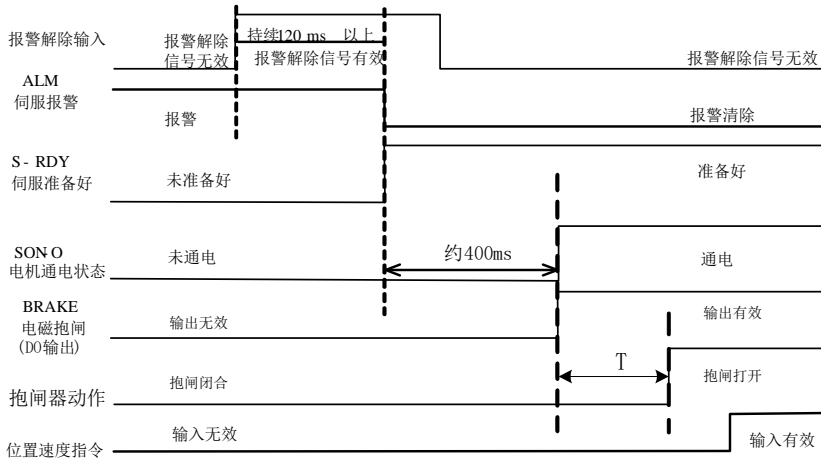 报警解除输入
报警解除
信号无效
持续120 ms 以上
报警解除信号有效
报警解除信号无效
ALM
伺服报警
报警
报警清除
S- RDY
伺服准备好
未准备好
准备好
SON-O
电机通电状态
未通电
约400ms
通电
BRAKE
电磁抱闸
(DO输出)
输出无效
输出有效
T
抱闸器动作
抱闸闭合
抱闸打开
位置速度指令
输入无效
输入有效